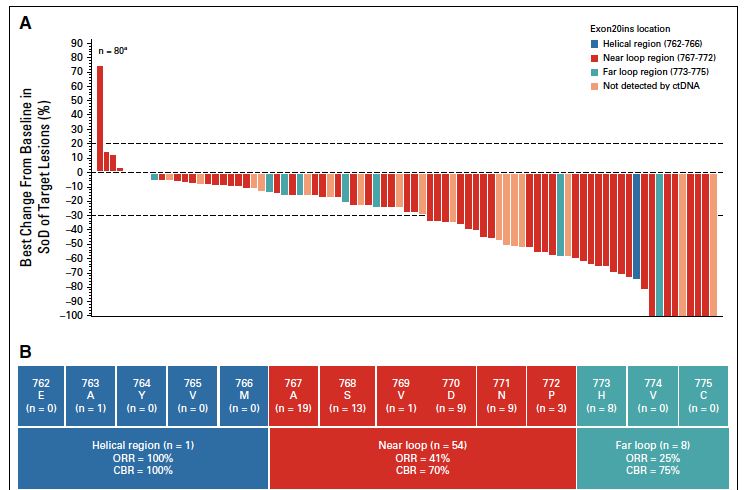 A
Exon20ins location
Helical region (762-766)
Near loop region (767-772)
Far loop region (773-775)
Not detected by ctDNA
n = 80ᵃ
Best Change From Baseline in
SoD of Target Lesions (%)
90
80
70
60
50
40
30
20
10
0
–10
–20
–30
–40
–50
–60
–70
–80
–90
–100
B
762 763 764 765 766 767 768 769 770 771 772 773 774 775
E A Y V M A S V D N P H V C
(n = 0) (n = 1) (n = 0) (n = 0) (n = 0) (n = 19) (n = 13) (n = 1) (n = 9) (n = 9) (n = 3) (n = 8) (n = 0) (n = 0)
Helical region (n = 1) Near loop (n = 54) Far loop (n = 8)
ORR = 100% ORR = 41% ORR = 25%
CBR = 100% CBR = 70% CBR = 75%